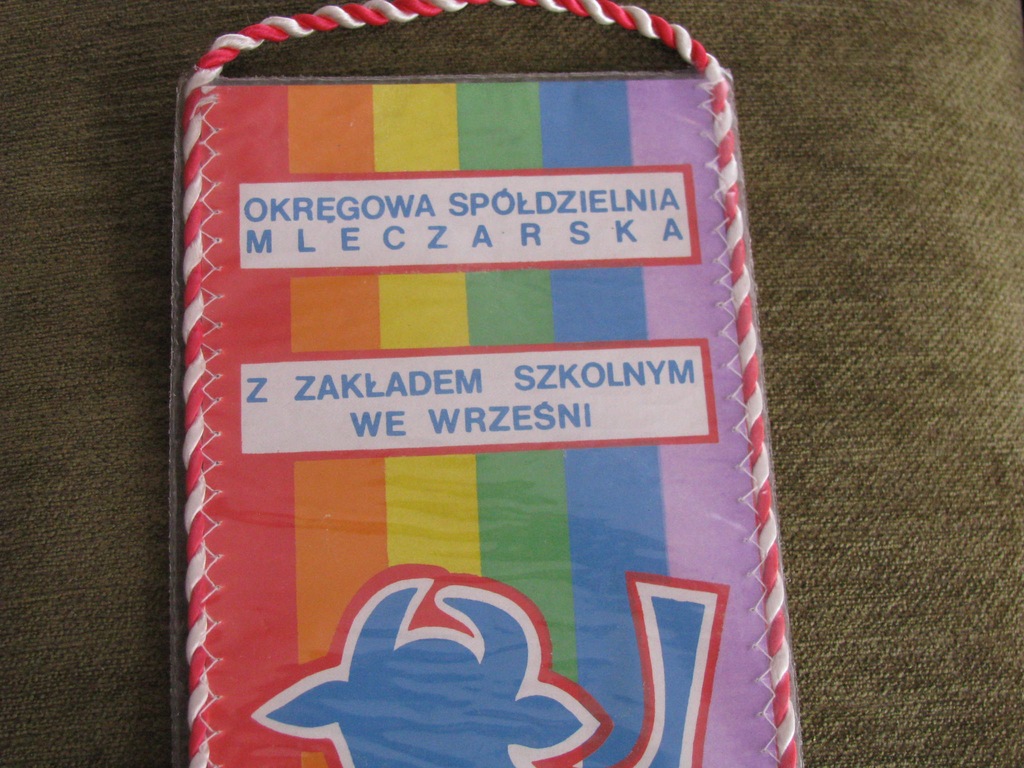 OKRĘGOWA SPÓŁDZIELNIA
MLECZARSKA
Z ZAKŁADEM SZKOLNYM
WE WRZEŚNI